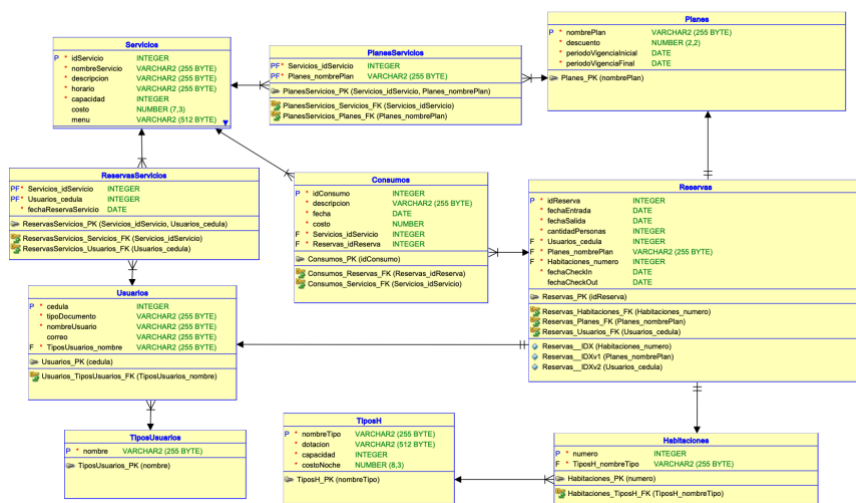 Servicios
P * idServicio INTEGER
* nombreServicio VARCHAR2 (255 BYTE)
* descripcion VARCHAR2 (255 BYTE)
* horario VARCHAR2 (255 BYTE)
* capacidad INTEGER
costo NUMBER (7,3)
menu VARCHAR2 (512 BYTE)
PlanesServicios
PF* Servicios_idServicio INTEGER
PF* Planes_nombrePlan VARCHAR2 (255 BYTE)
PlanesServicios_PK (Servicios_idServicio, Planes_nombrePlan)
PlanesServicios_Servicios_FK (Servicios_idServicio)
PlanesServicios_Planes_FK (Planes_nombrePlan)
Planes
P * nombrePlan VARCHAR2 (255 BYTE)
* descuento NUMBER (2,2)
* periodoVigenciaInicial DATE
* periodoVigenciaFinal DATE
Planes_PK (nombrePlan)
ReservasServicios
PF* Servicios_idServicio INTEGER
PF* Usuarios_cedula INTEGER
* fechaReservaServicio DATE
ReservasServicios_PK (Servicios_idServicio, Usuarios_cedula)
ReservasServicios_Servicios_FK (Servicios_idServicio)
ReservasServicios_Usuarios_FK (Usuarios_cedula)
Consumos
P * idConsumo INTEGER
* descripcion VARCHAR2 (255 BYTE)
* fecha DATE
* costo NUMBER
F * Servicios_idServicio INTEGER
F * Reservas_idReserva INTEGER
Consumos_PK (idConsumo)
Consumos_Reservas_FK (Reservas_idReserva)
Consumos_Servicios_FK (Servicios_idServicio)
Reservas
P * idReserva INTEGER
* fechaEntrada DATE
* fechaSalida DATE
* cantidadPersonas INTEGER
F * Usuarios_cedula INTEGER
F * Planes_nombrePlan VARCHAR2 (255 BYTE)
F * Habitaciones_numero INTEGER
fechaCheckIn DATE
fechaCheckOut DATE
Reservas_PK (idReserva)
Reservas_Habitaciones_FK (Habitaciones_numero)
Reservas_Planes_FK (Planes_nombrePlan)
Reservas_Usuarios_FK (Usuarios_cedula)
Reservas__IDX (Habitaciones_numero)
Reservas__IDXv1 (Planes_nombrePlan)
Reservas__IDXv2 (Usuarios_cedula)
Usuarios
P * cedula INTEGER
* tipoDocumento VARCHAR2 (255 BYTE)
* nombreUsuario VARCHAR2 (255 BYTE)
correo VARCHAR2 (255 BYTE)
F * TiposUsuarios_nombre VARCHAR2 (255 BYTE)
Usuarios_PK (cedula)
Usuarios_TiposUsuarios_FK (TiposUsuarios_nombre)
TiposUsuarios
P * nombre VARCHAR2 (255 BYTE)
TiposUsuarios_PK (nombre)
TiposH
P * nombreTipo VARCHAR2 (255 BYTE)
* dotacion VARCHAR2 (512 BYTE)
* capacidad INTEGER
* costoNoche NUMBER (8,3)
TiposH_PK (nombreTipo)
Habitaciones
P * numero INTEGER
F * TiposH_nombreTipo VARCHAR2 (255 BYTE)
Habitaciones_PK (numero)
Habitaciones_TiposH_FK (TiposH_nombreTipo)